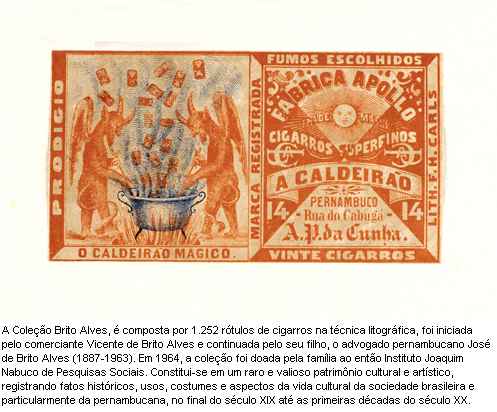 PRODIGIO
O CALDEIRÃO MAGICO.
MARCA REGISTRADA
FUMOS ESCOLHIDOS
FABRICA APOLLO
CIGARROS SUPERFINOS
A CALDEIRÃO
PERNAMBUCO
14 Rua do Cabugá 14
A.P. da Cunha.
VINTE CIGARROS
LITH. F. H. CARLS
A Coleção Brito Alves, é composta por 1.252 rótulos de cigarros na técnica litográfica, foi iniciada
pelo comerciante Vicente de Brito Alves e continuada pelo seu filho, o advogado pernambucano José
de Brito Alves (1887-1963). Em 1964, a coleção foi doada pela família ao então Instituto Joaquim
Nabuco de Pesquisas Sociais. Constitui-se em um raro e valioso patrimônio cultural e artístico,
registrando fatos históricos, usos, costumes e aspectos da vida cultural da sociedade brasileira e
particularmente da pernambucana, no final do século XIX até as primeiras décadas do século XX.